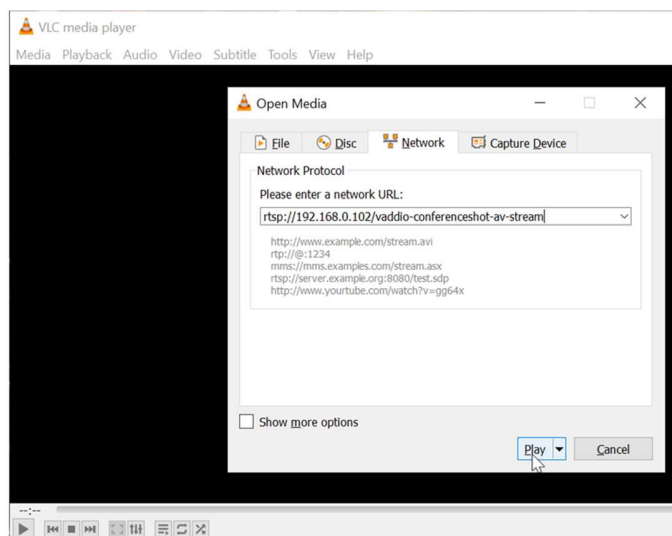 VLC media player
Media Playback Audio Video Subtitle Tools View Help
Open Media
File Disc Network Capture Device
Network Protocol
Please enter a network URL:
rtsp://192.168.0.102/vaddio-conferenceshot-av-stream
http://www.example.com/stream.avi
rtp://@:1234
mms://mms.examples.com/stream.asx
rtsp://server.example.org:8080/test.sdp
http://www.yourtube.com/watch?v=gg64x
Show more options
Play Cancel
--:--